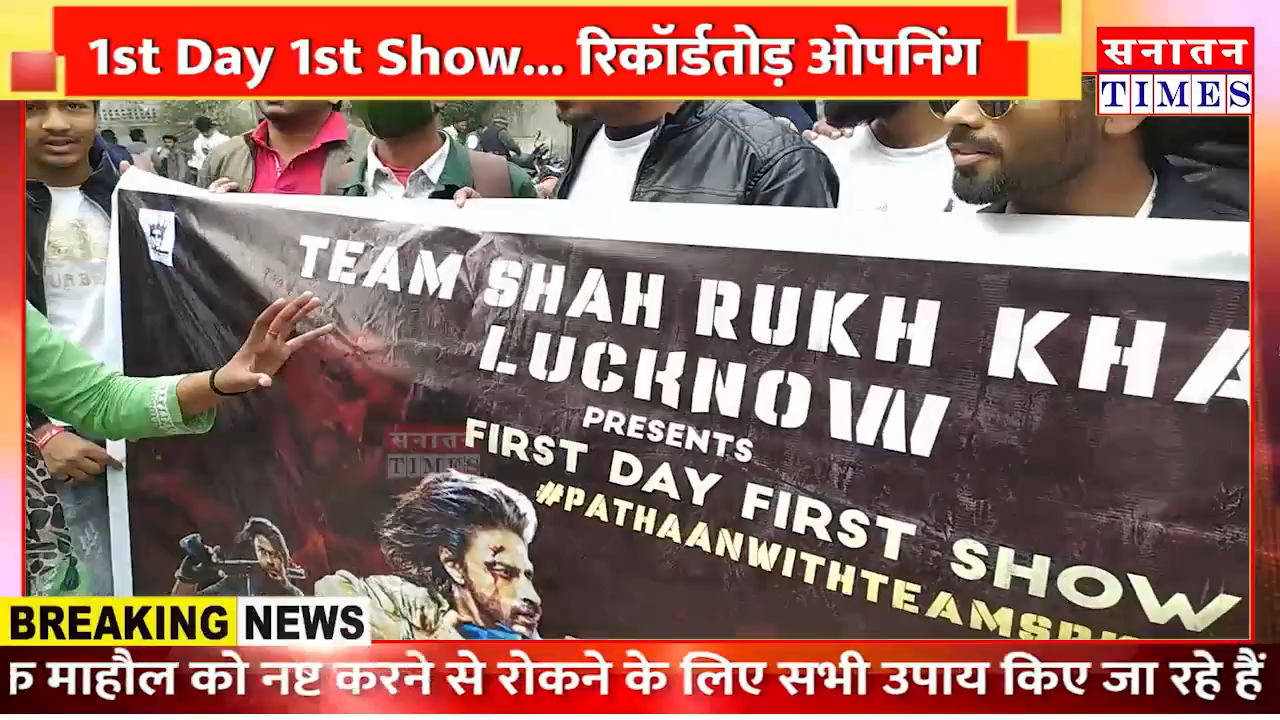 1st Day 1st Show... रिकॉर्डतोड़ ओपनिंग
सनातन
TIMES
TEAM SHAH RUKH KHA
LUCKNOW
PRESENTS
FIRST DAY FIRST SHOW
#PATHAANWITHTEAMSRK
सनातन
TIMES
BREAKING NEWS
क माहौल को नष्ट करने से रोकने के लिए सभी उपाय किए जा रहे हैं